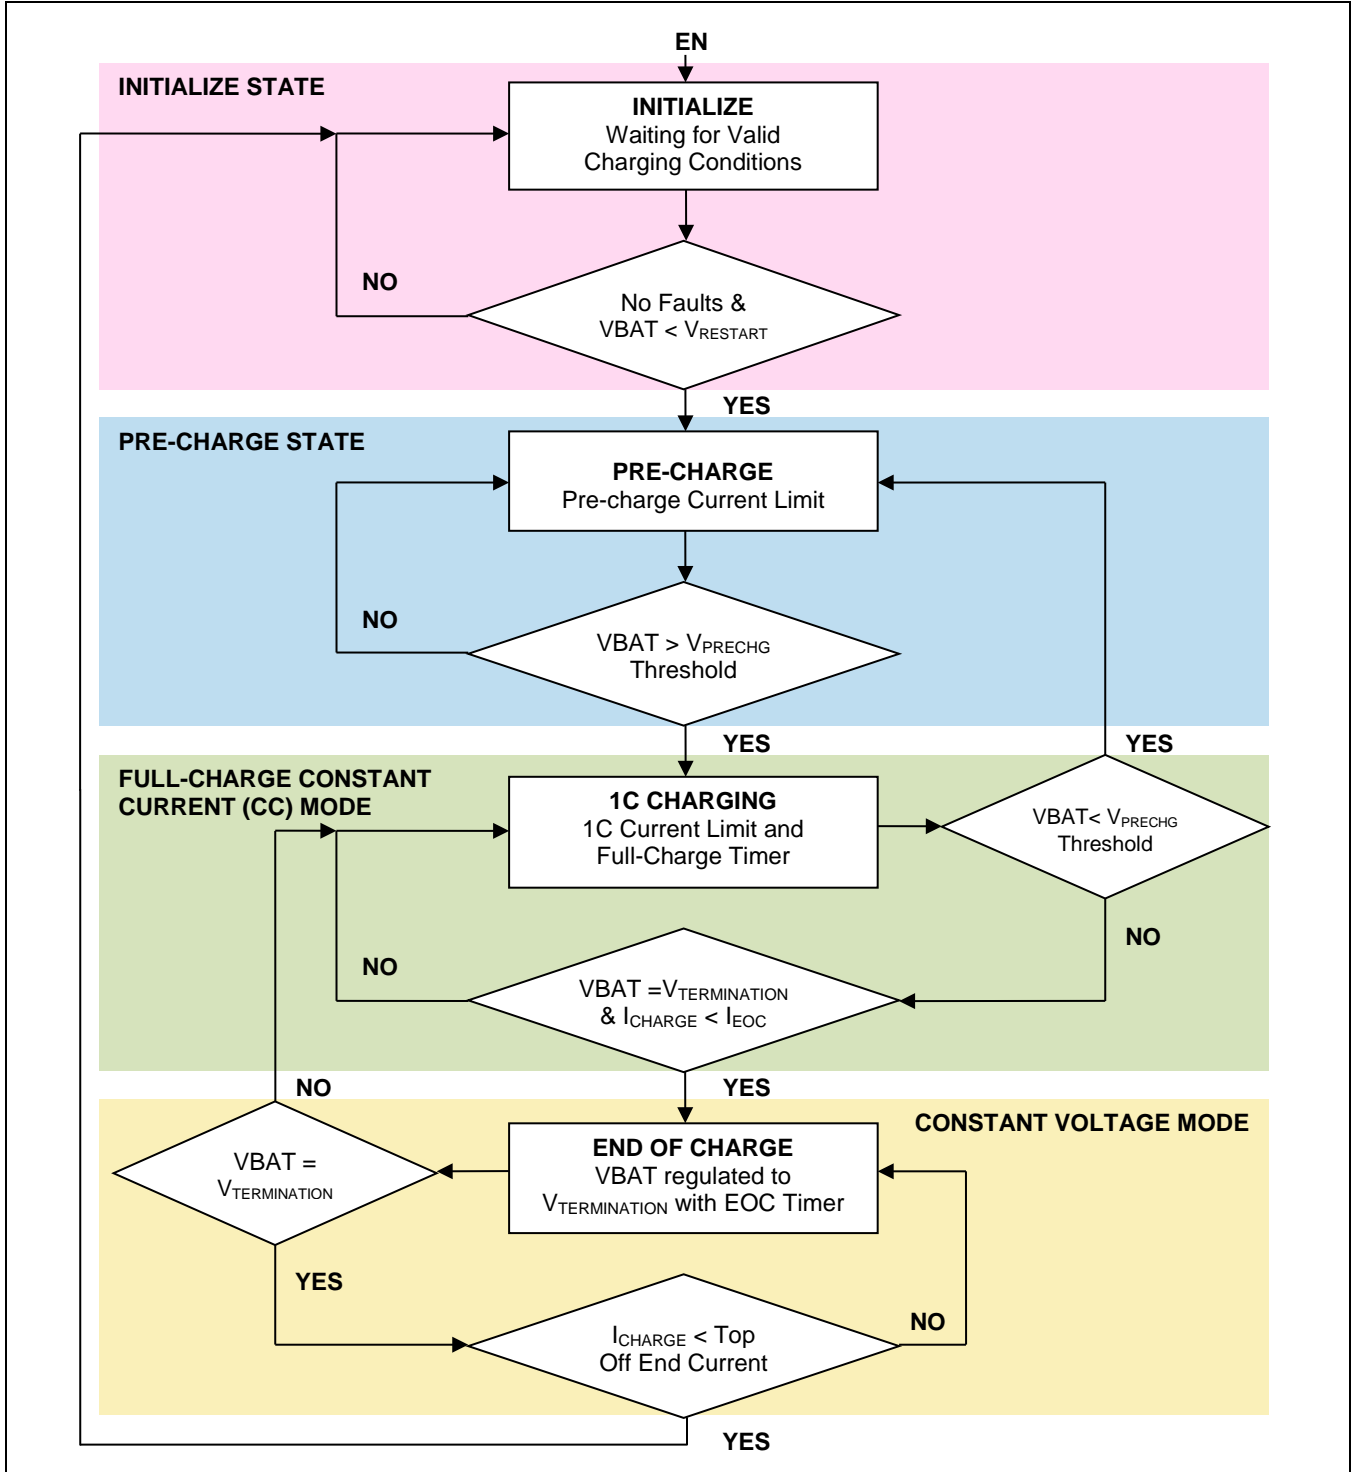 EN
INITIALIZE STATE
INITIALIZE
Waiting for Valid
Charging Conditions
NO
No Faults &
VBAT < VRESTART
YES
PRE-CHARGE STATE
PRE-CHARGE
Pre-charge Current Limit
NO
VBAT > VPRECHG
Threshold
YES
YES
FULL-CHARGE CONSTANT
CURRENT (CC) MODE
1C CHARGING
1C Current Limit and
Full-Charge Timer
VBAT< VPRECHG
Threshold
NO
NO
VBAT =VTERMINATION
& ICHARGE < IEOC
NO
YES
CONSTANT VOLTAGE MODE
END OF CHARGE
VBAT regulated to
VTERMINATION with EOC Timer
VBAT =
VTERMINATION
YES
NO
ICHARGE < Top
Off End Current
YES